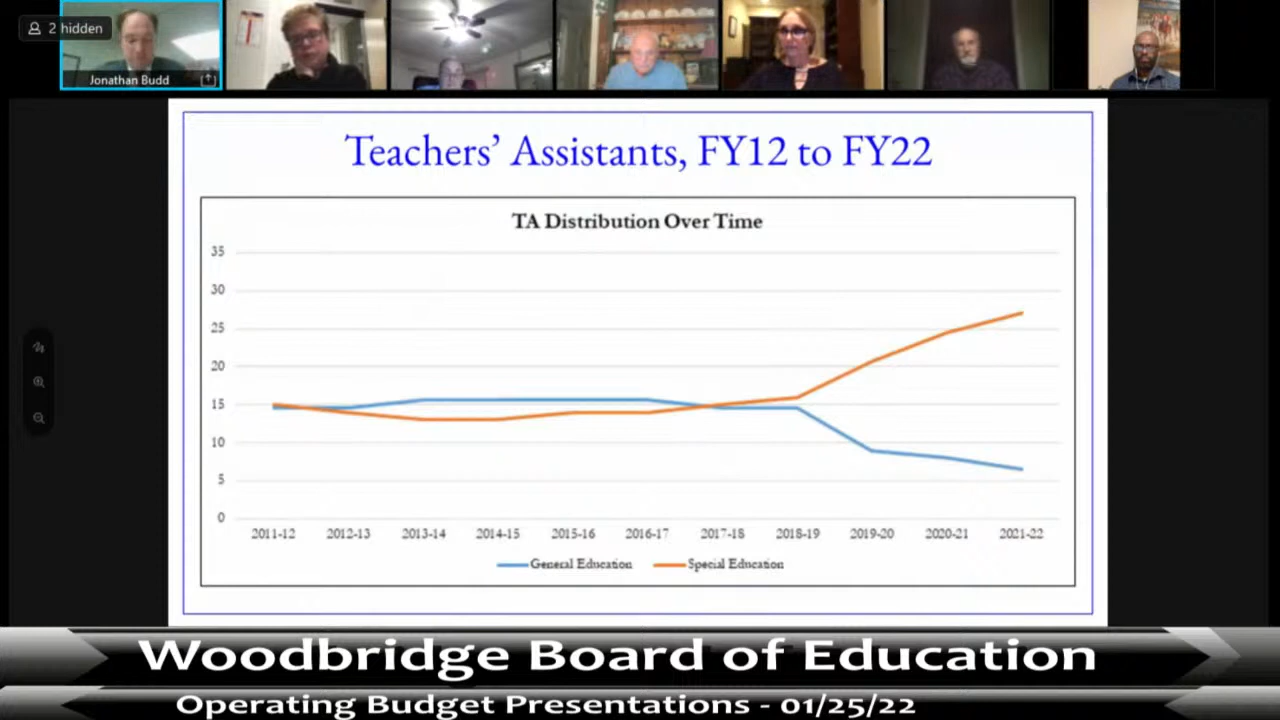 2 hidden
Jonathan Budd
Teachers' Assistants, FY12 to FY22
TA Distribution Over Time
35
30
25
20
15
10
5
0
2011-12 2012-13 2013-14 2014-15 2015-16 2016-17 2017-18 2018-19 2019-20 2020-21 2021-22
General Education Special Education
Woodbridge Board of Education
Operating Budget Presentations - 01/25/22